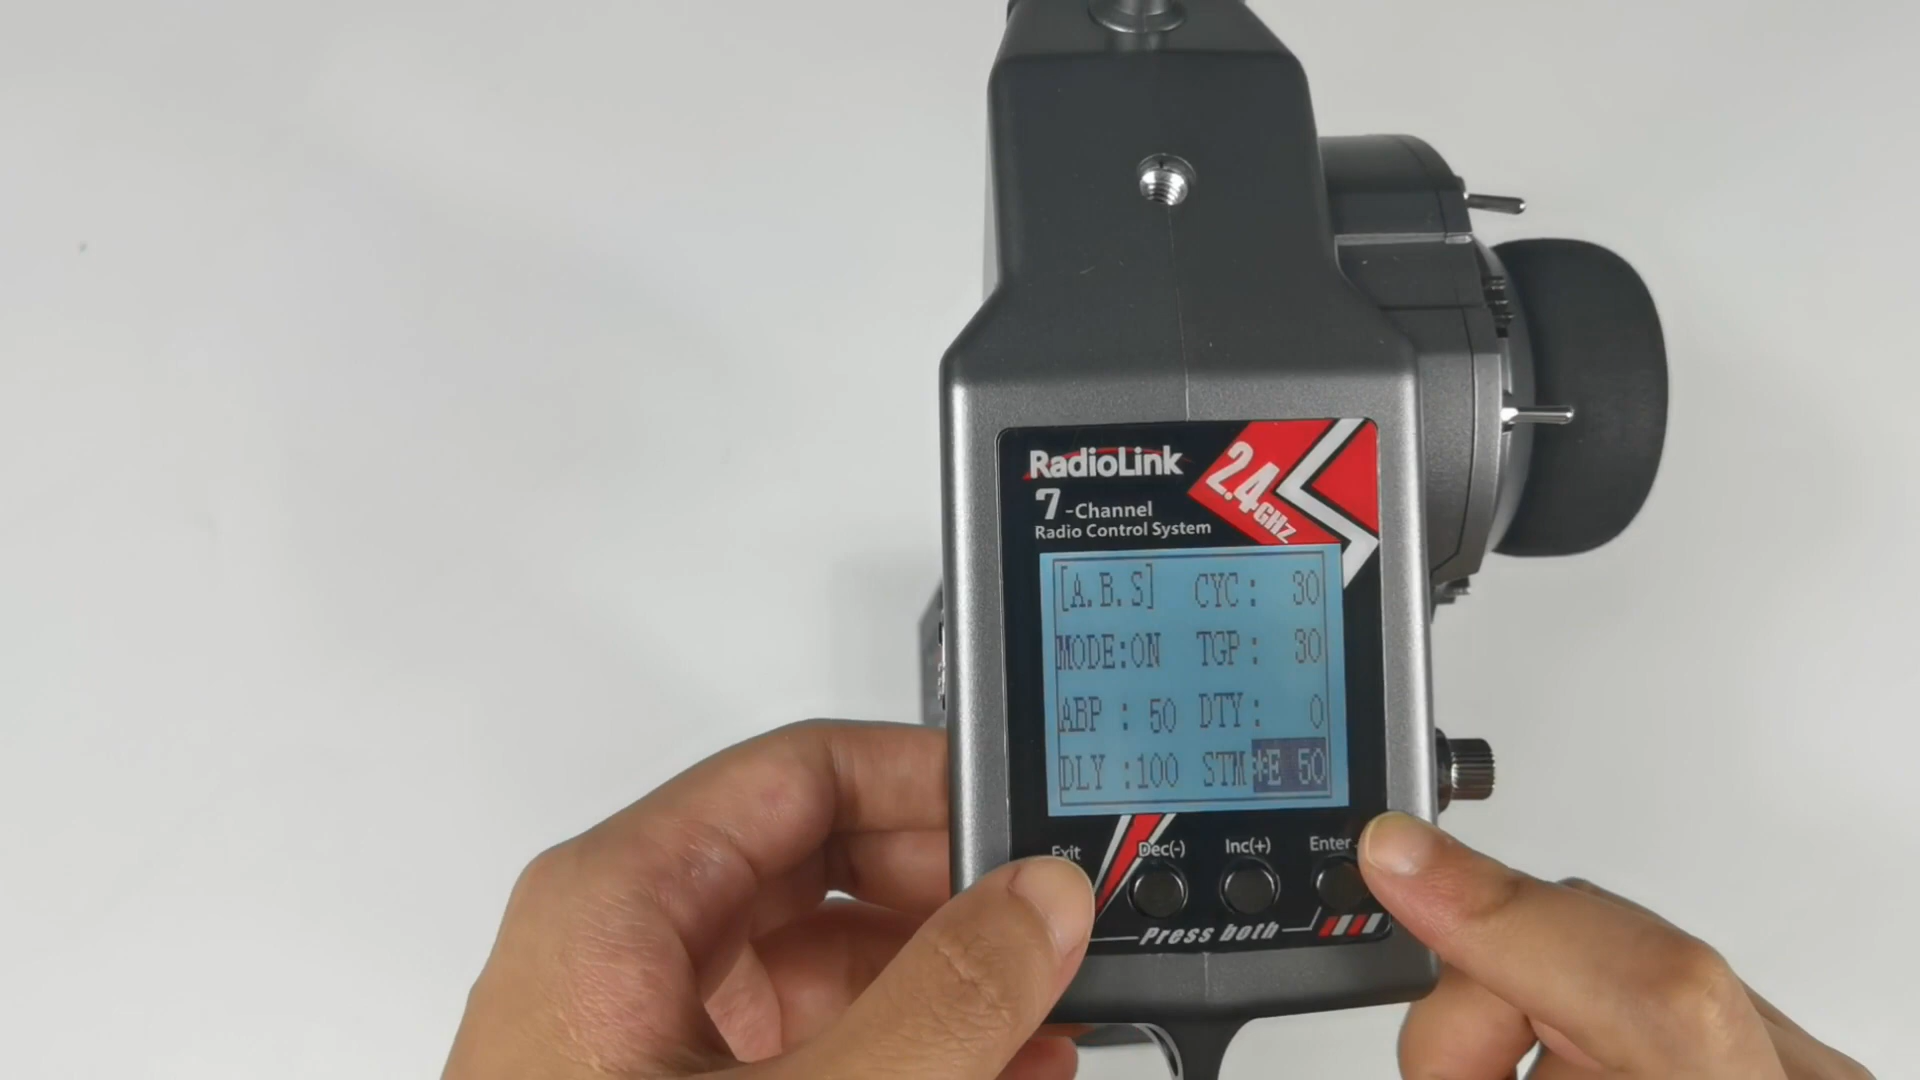 RadioLink
2.4GHz
7-Channel
Radio Control System
[A.B.S] CYC: 30
MODE:ON TGP: 30
ABP : 50 DTY: 0
DLY :100 STM:*E 50
Exit Dec(-) Inc(+) Enter
Press both